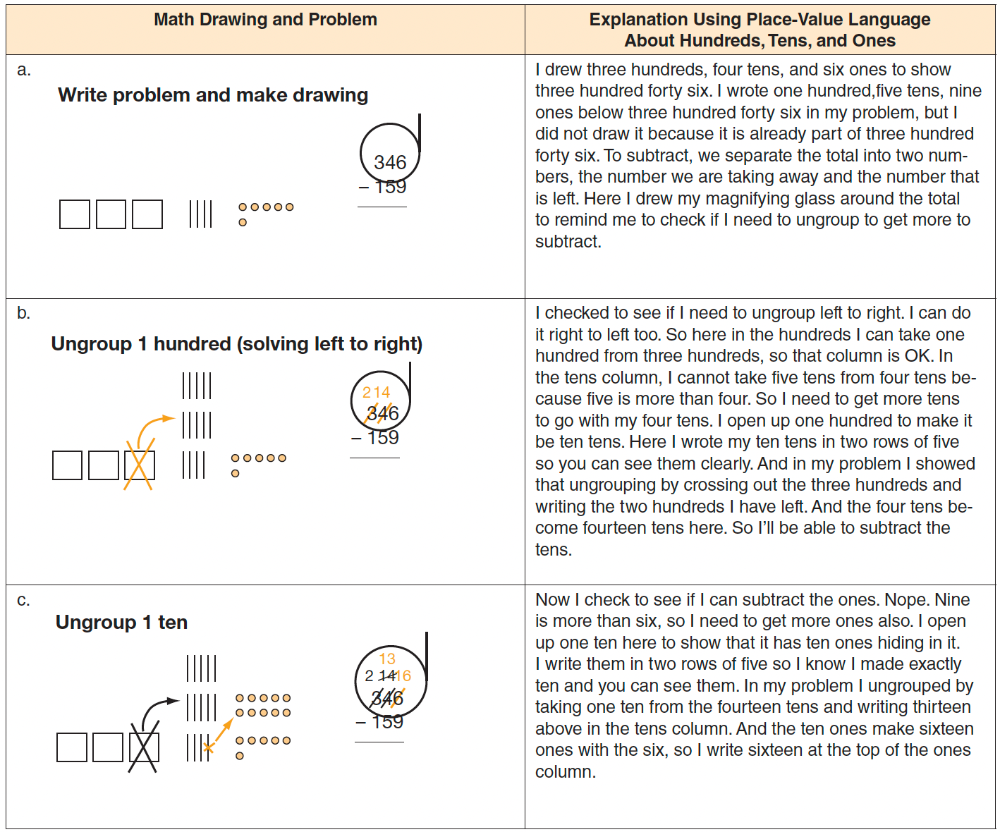 Math Drawing and Problem
Explanation Using Place-Value Language
About Hundreds, Tens, and Ones
a.
Write problem and make drawing
346
– 159
I drew three hundreds, four tens, and six ones to show
three hundred forty six. I wrote one hundred,five tens, nine
ones below three hundred forty six in my problem, but I
did not draw it because it is already part of three hundred
forty six. To subtract, we separate the total into two num-
bers, the number we are taking away and the number that
is left. Here I drew my magnifying glass around the total
to remind me to check if I need to ungroup to get more to
subtract.
b.
Ungroup 1 hundred (solving left to right)
2 14
346
– 159
I checked to see if I need to ungroup left to right. I can do
it right to left too. So here in the hundreds I can take one
hundred from three hundreds, so that column is OK. In
the tens column, I cannot take five tens from four tens be-
cause five is more than four. So I need to get more tens
to go with my four tens. I open up one hundred to make it
be ten tens. Here I wrote my ten tens in two rows of five
so you can see them clearly. And in my problem I showed
that ungrouping by crossing out the three hundreds and
writing the two hundreds I have left. And the four tens be-
come fourteen tens here. So I’ll be able to subtract the
tens.
c.
Ungroup 1 ten
13
2 14 16
346
– 159
Now I check to see if I can subtract the ones. Nope. Nine
is more than six, so I need to get more ones also. I open
up one ten here to show that it has ten ones hiding in it.
I write them in two rows of five so I know I made exactly
ten and you can see them. In my problem I ungrouped by
taking one ten from the fourteen tens and writing thirteen
above in the tens column. And the ten ones make sixteen
ones with the six, so I write sixteen at the top of the ones
column.